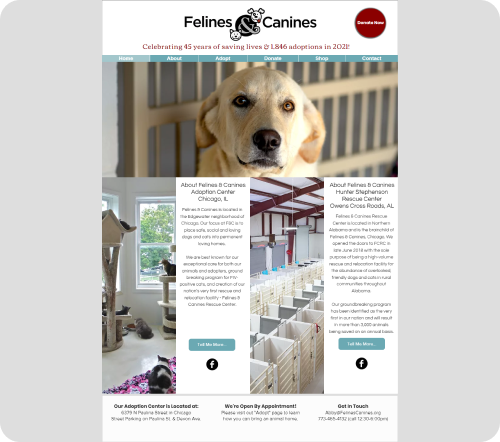 Felines & Canines
Donate Now
Celebrating 45 years of saving lives & 1,846 adoptions in 2021!
Home About Adopt Donate Shop Contact
About Felines & Canines
Adoption Center
Chicago, IL
Felines & Canines is located in
the Edgewater neighborhood of
Chicago. Our focus at F&C is to
place safe, social and loving
dogs and cats into permanent
loving homes.
We are best known for our
exceptional care for both our
animals and adopters, ground
breaking program for FIV-
positive cats, and creation of our
nation's very first rescue and
relocation facility - Felines &
Canines Rescue Center.
Tell Me More...
About Felines & Canines
Hunter Stephenson
Rescue Center
Owens Cross Roads, AL
Felines & Canines Rescue
Center is located in Northern
Alabama and is the brainchild of
Felines & Canines, Chicago. We
opened the doors to FCRC in
late June 2018 with the sole
purpose of being a high-volume
rescue and relocation facility for
the abundance of overlooked,
friendly dogs and cats in rural
communities throughout
Alabama.
Our groundbreaking program
has been identified as the very
first in our nation and will result
in more than 3,000 animals
being saved on an annual basis.
Tell Me More...
Our Adoption Center is Located at:
6379 N Paulina Street in Chicago
Street Parking on Paulina St. & Devon Ave.
We're Open By Appointment!
Please visit out "Adopt" page to learn
how you can bring an animal home.
Get in Touch
Abby@FelinesCanines.org
773-465-4132 (call 12:30-6:00pm)